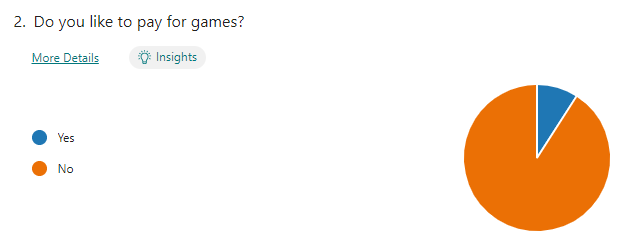 2. Do you like to pay for games?
More Details
Insights
Yes
No